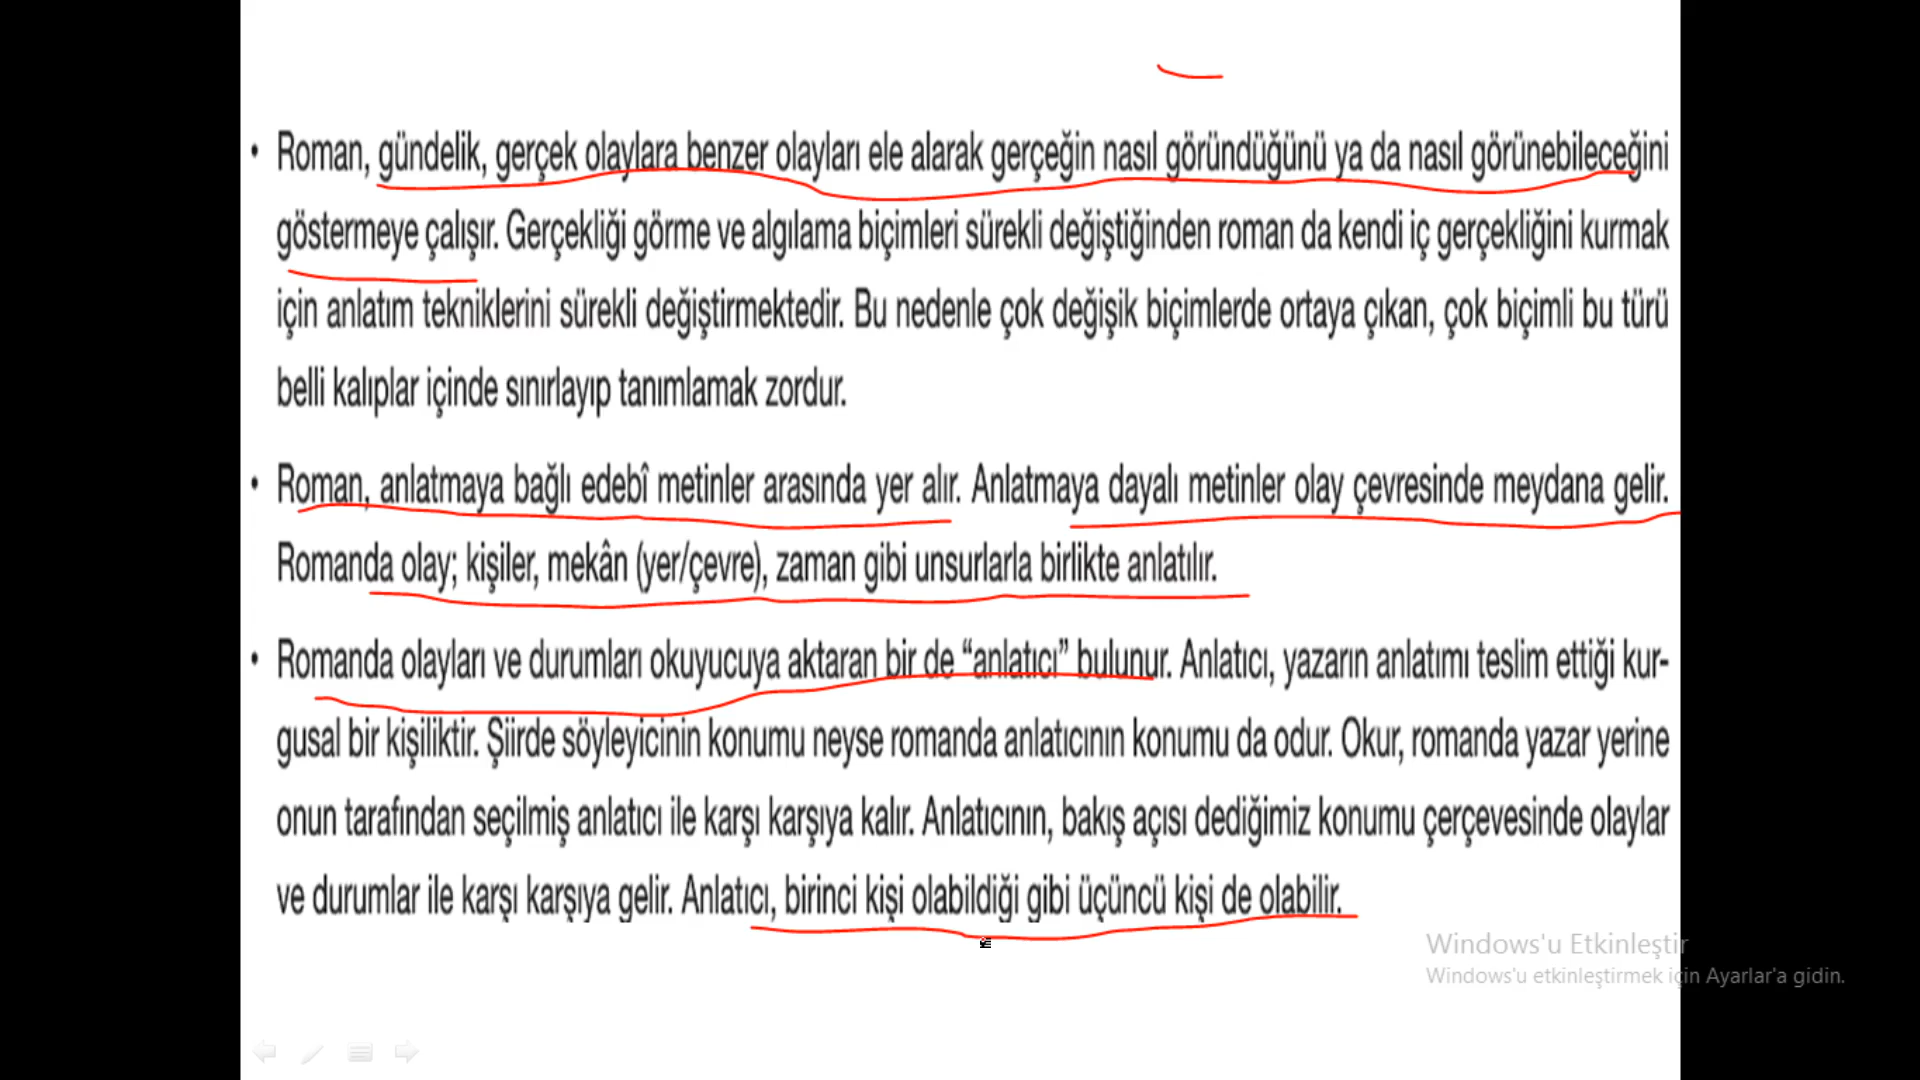 • Roman, gündelik, gerçek olaylara benzer olayları ele alarak gerçeğin nasıl göründüğünü ya da nasıl görünebileceğini
göstermeye çalışır. Gerçekliği görme ve algılama biçimleri sürekli değiştiğinden roman da kendi iç gerçekliğini kurmak
için anlatım tekniklerini sürekli değiştirmektedir. Bu nedenle çok değişik biçimlerde ortaya çıkan, çok biçimli bu türü
belli kalıplar içinde sınırlayıp tanımlamak zordur.
• Roman, anlatmaya bağlı edebî metinler arasında yer alır. Anlatmaya dayalı metinler olay çevresinde meydana gelir.
Romanda olay; kişiler, mekân (yer/çevre), zaman gibi unsurlarla birlikte anlatılır.
• Romanda olayları ve durumları okuyucuya aktaran bir de “anlatıcı” bulunur. Anlatıcı, yazarın anlatımı teslim ettiği kur-
gusal bir kişiliktir. Şiirde söyleyicinin konumu neyse romanda anlatıcının konumu da odur. Okur, romanda yazar yerine
onun tarafından seçilmiş anlatıcı ile karşı karşıya kalır. Anlatıcının, bakış açısı dediğimiz konumu çerçevesinde olaylar
ve durumlar ile karşı karşıya gelir. Anlatıcı, birinci kişi olabildiği gibi üçüncü kişi de olabilir.
Windows'u Etkinleştir
Windows'u etkinleştirmek için Ayarlar'a gidin.